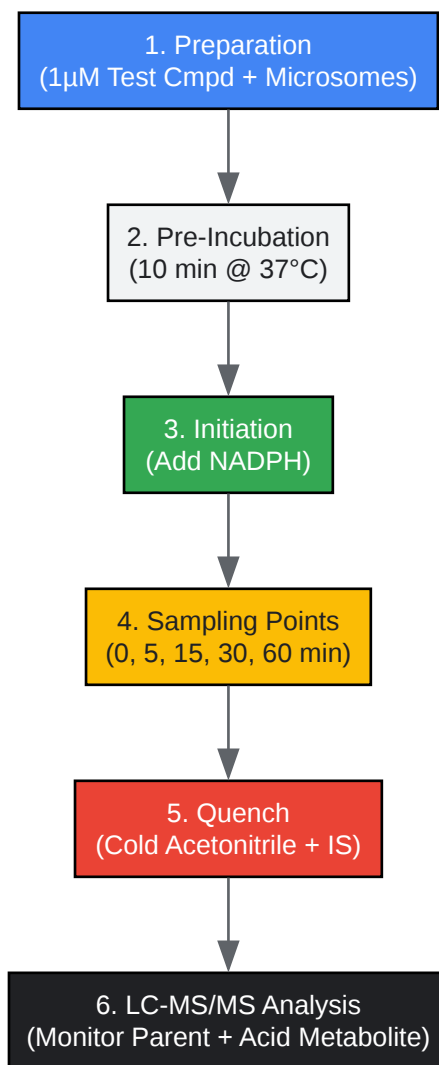 1. Preparation
(1µM Test Cmpd + Microsomes)
2. Pre-Incubation
(10 min @ 37°C)
3. Initiation
(Add NADPH)
4. Sampling Points
(0, 5, 15, 30, 60 min)
5. Quench
(Cold Acetonitrile + IS)
6. LC-MS/MS Analysis
(Monitor Parent + Acid Metabolite)